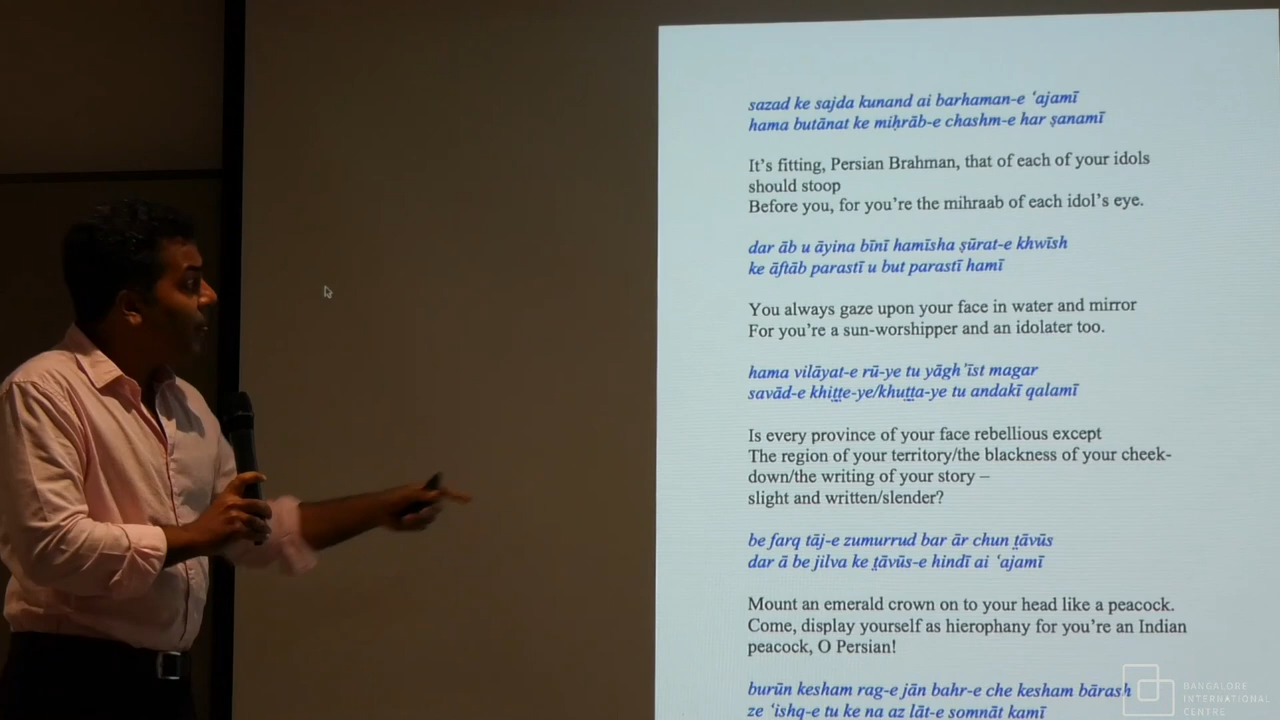 sazad ke sajda kunand ai barhaman-e ‘ajamī
hama butānat ke miḥrāb-e chashm-e har ṣanamī
It’s fitting, Persian Brahman, that of each of your idols
should stoop
Before you, for you’re the mihraab of each idol’s eye.
dar āb u āyina bīnī hamīsha ṣūrat-e khwīsh
ke āftāb parastī u but parastī hamī
You always gaze upon your face in water and mirror
For you’re a sun-worshipper and an idolater too.
hama vilāyat-e rū-ye tu yāgh’īst magar
savād-e khiṭṭe-ye/khuṭṭa-ye tu andakī qalamī
Is every province of your face rebellious except
The region of your territory/the blackness of your cheek-
down/the writing of your story –
slight and written/slender?
be farq tāj-e zumurrud bar ār chun ṭāvūs
dar ā be jilva ke ṭāvūs-e hindī ai ‘ajamī
Mount an emerald crown on to your head like a peacock.
Come, display yourself as hierophany for you’re an Indian
peacock, O Persian!
burūn kesham rag-e jān bahr-e che kesham bārash
ze ‘ishq-e tu ke na az lāt-e somnāt kamī
BANGALORE
INTERNATIONAL
CENTRE